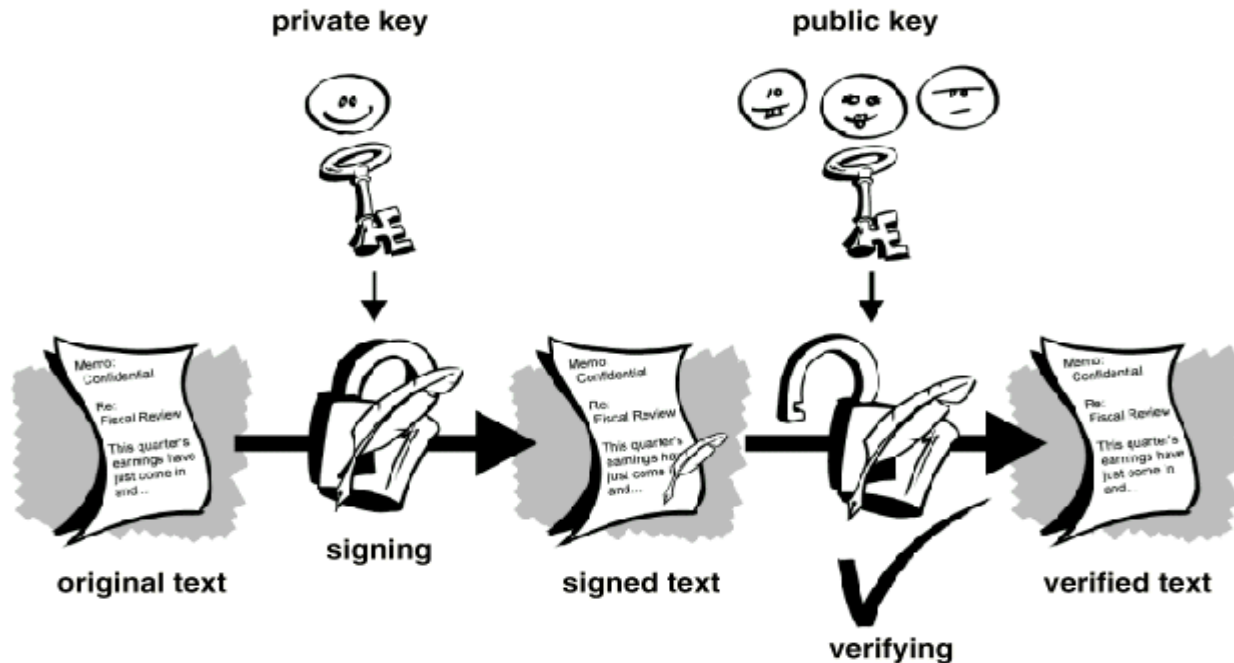 private key
public key
Memo:
Confidential
Re:
Fiscal Review
This quarter's
earnings have
just come in
and...
Memo:
Confidential
Re:
Fiscal Review
This quarter's
earnings
just come
and...
Memo:
Confidential
Re:
Fiscal Review
This quarter's
earnings have
just come in
and...
signing
original text
signed text
verified text
verifying